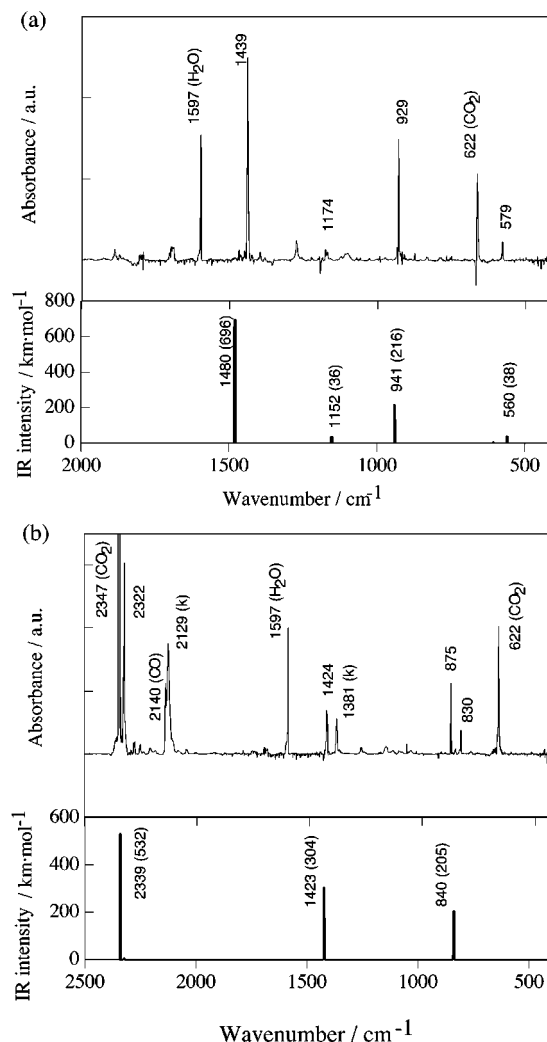 (a)
Absorbance / a.u.
1597 (H2O)
1439
1174
929
622 (CO2)
579
IR intensity / km·mol-1
800
600
400
200
0
1480 (696)
1152 (36)
941 (216)
560 (38)
2000
1500
1000
500
Wavenumber / cm-1
(b)
Absorbance / a.u.
2347 (CO2)
2322
2140 (CO)
2129 (k)
1597 (H2O)
1424
1381 (k)
875
830
622 (CO2)
IR intensity / km·mol-1
600
400
200
0
2339 (532)
1423 (304)
840 (205)
2500
2000
1500
1000
500
Wavenumber / cm-1